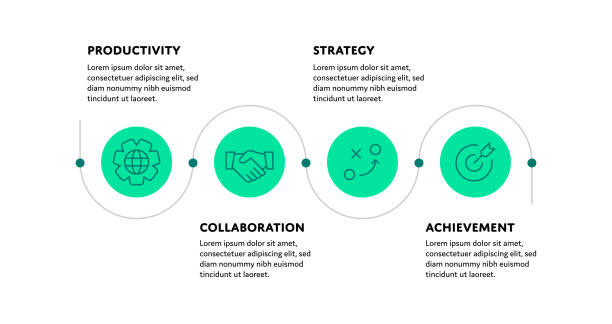 PRODUCTIVITY
Lorem ipsum dolor sit amet,
consectetuer adipiscing elit, sed
diam nonummy nibh euismod
tincidunt ut laoreet.
COLLABORATION
Lorem ipsum dolor sit amet,
consectetuer adipiscing elit, sed
diam nonummy nibh euismod
tincidunt ut laoreet.
STRATEGY
Lorem ipsum dolor sit amet,
consectetuer adipiscing elit, sed
diam nonummy nibh euismod
tincidunt ut laoreet.
ACHIEVEMENT
Lorem ipsum dolor sit amet,
consectetuer adipiscing elit, sed
diam nonummy nibh euismod
tincidunt ut laoreet.